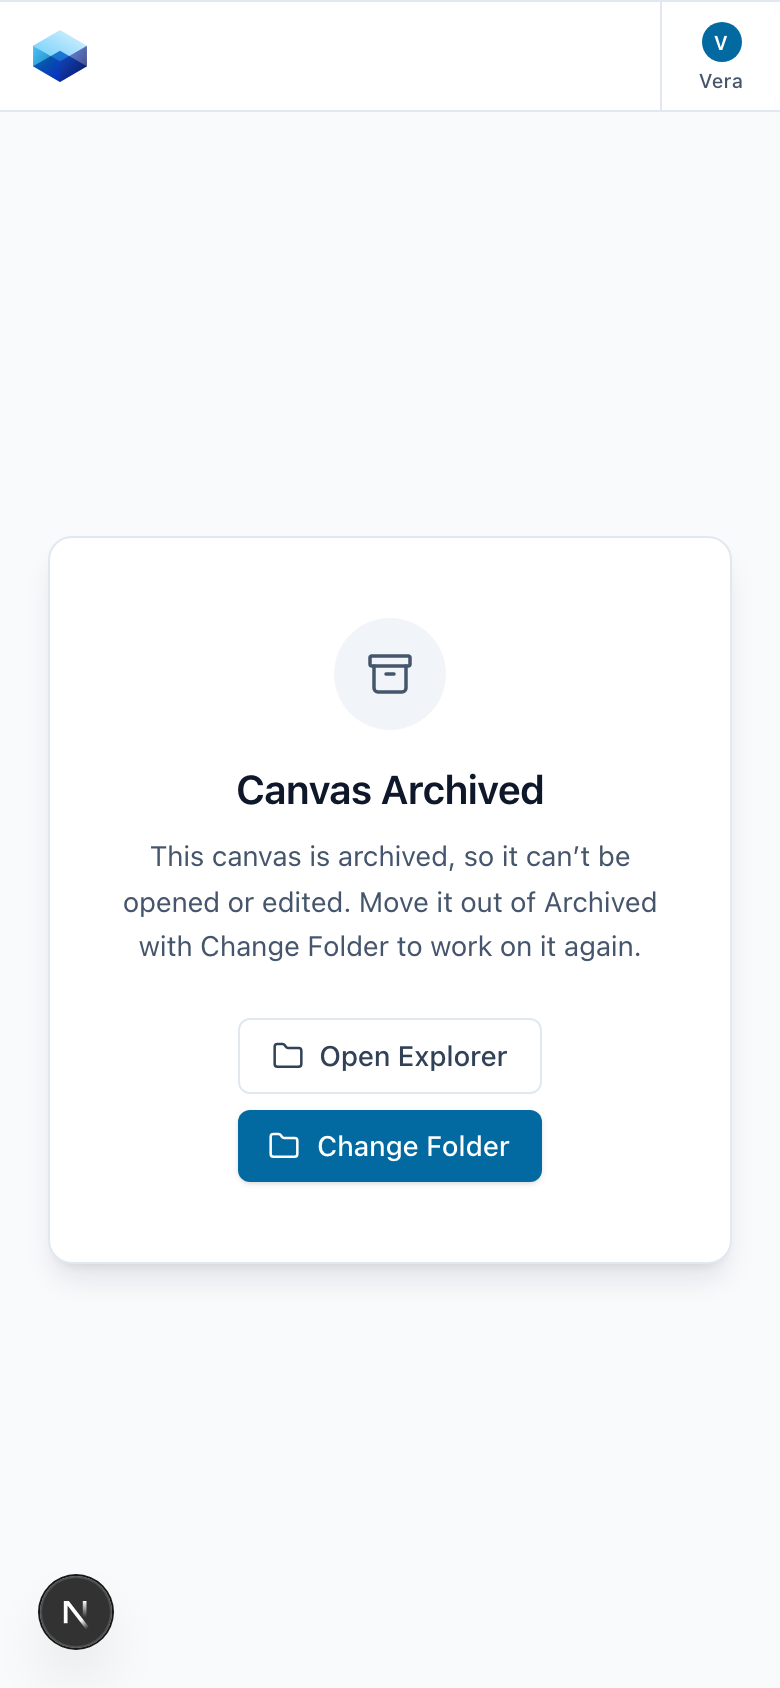 V
Vera
Canvas Archived
This canvas is archived, so it can’t be
opened or edited. Move it out of Archived
with Change Folder to work on it again.
Open Explorer
Change Folder
N